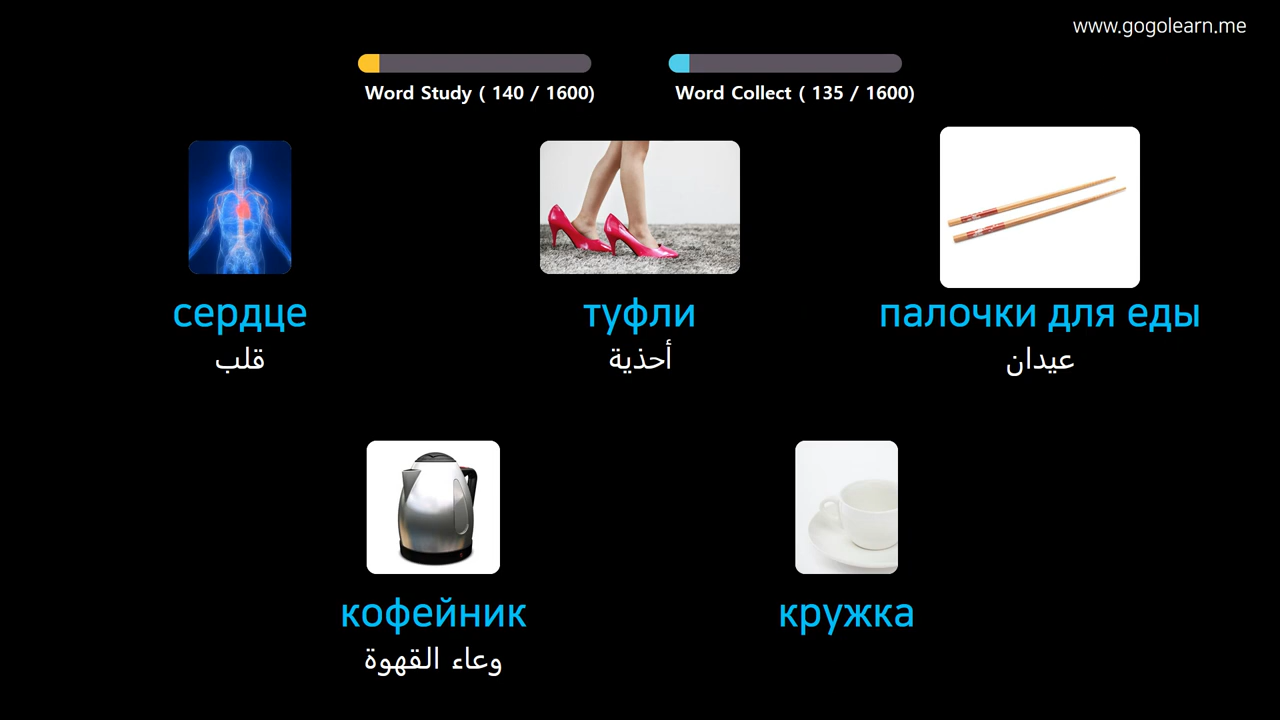 www.gogolearn.me
Word Study ( 140 / 1600)
Word Collect ( 135 / 1600)
сердце
قلب
туфли
أحذية
палочки для еды
عيدان
кофейник
وعاء القهوة
кружка